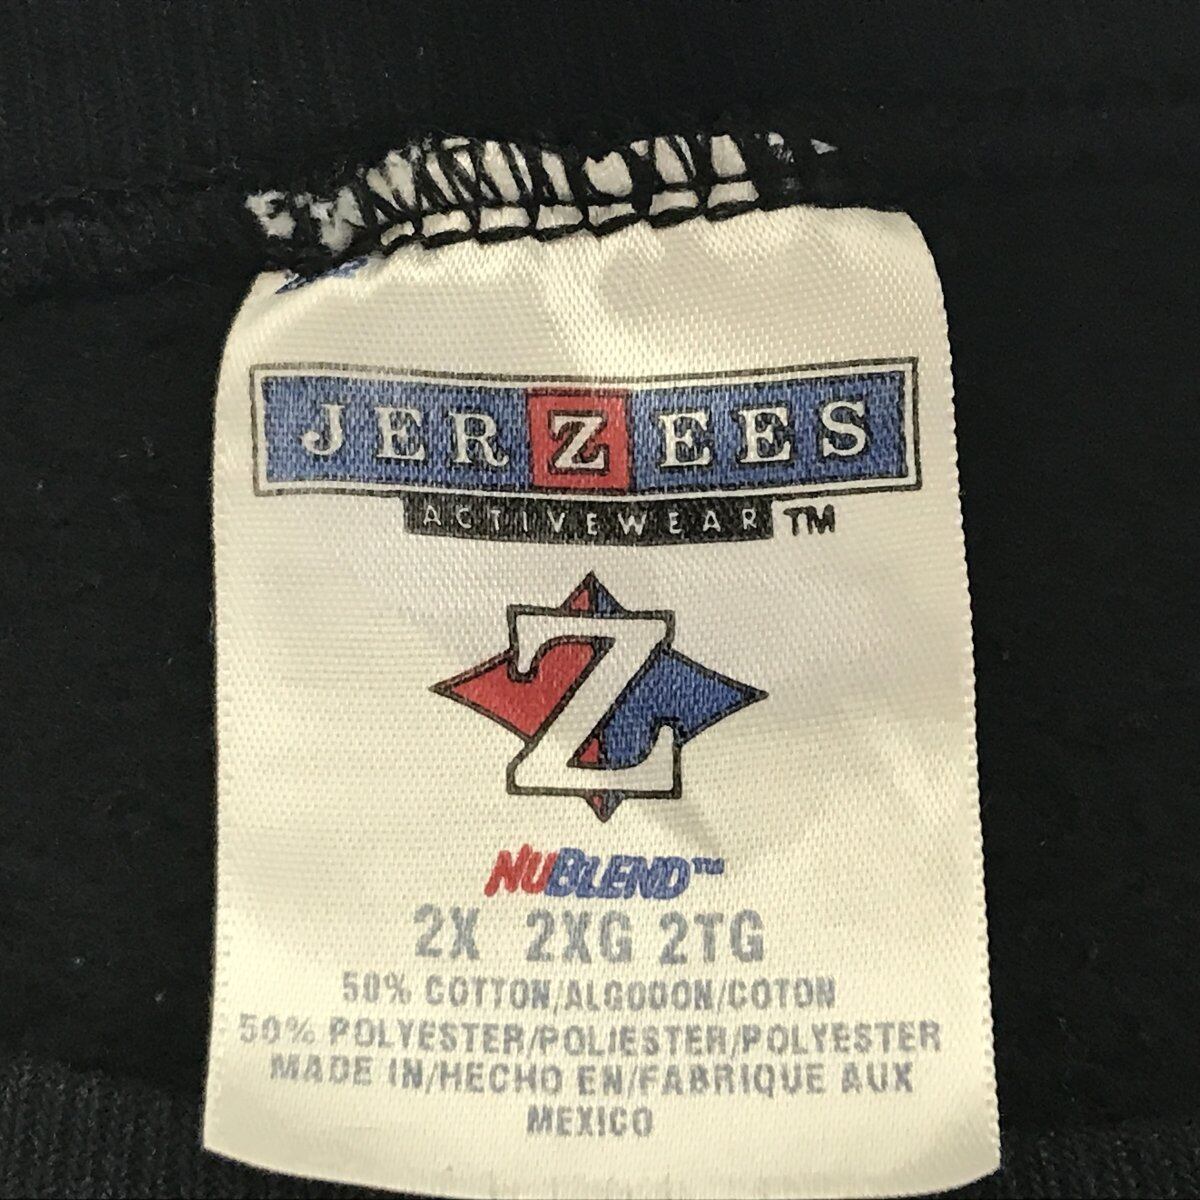 JERZEES
ACTIVEWEAR TM
Z
NUBLEND™
2X 2XG 2TG
50% COTTON/ALGODON/COTON
50% POLYESTER/POLIESTER/POLYESTER
MADE IN/HECHO EN/FABRIQUE AUX
MEXICO